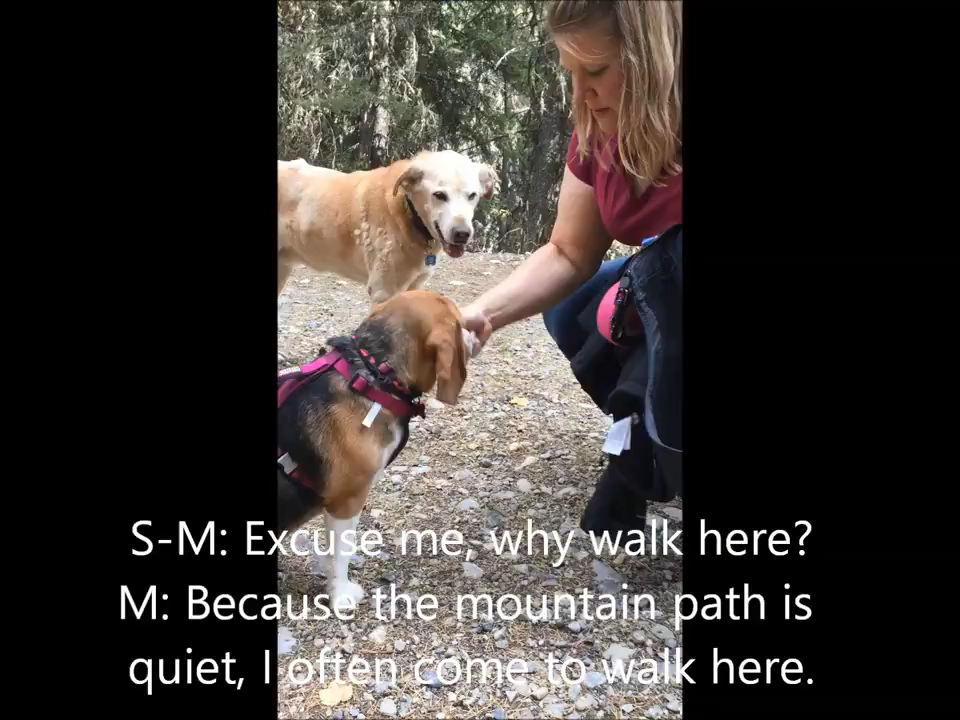 S-M: Excuse me, why walk here?
M: Because the mountain path is
quiet, I often come to walk here.